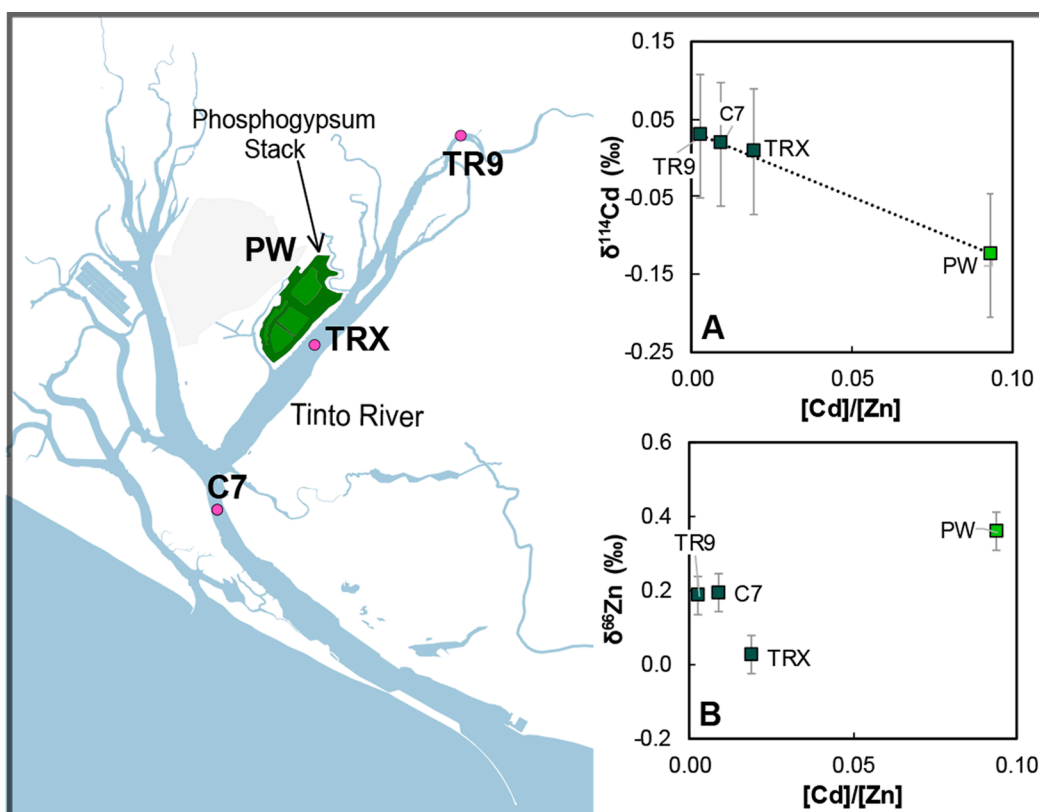 Phosphogypsum
Stack
TR9
PW
TRX
Tinto River
C7
0.15
0.05
-0.05
-0.15
-0.25
δ¹¹⁴Cd (‰)
C7
TR9
TRX
PW
A
0.00
0.05
0.10
[Cd]/[Zn]
0.6
0.4
0.2
0.0
-0.2
δ⁶⁶Zn (‰)
TR9
C7
TRX
PW
B
0.00
0.05
0.10
[Cd]/[Zn]